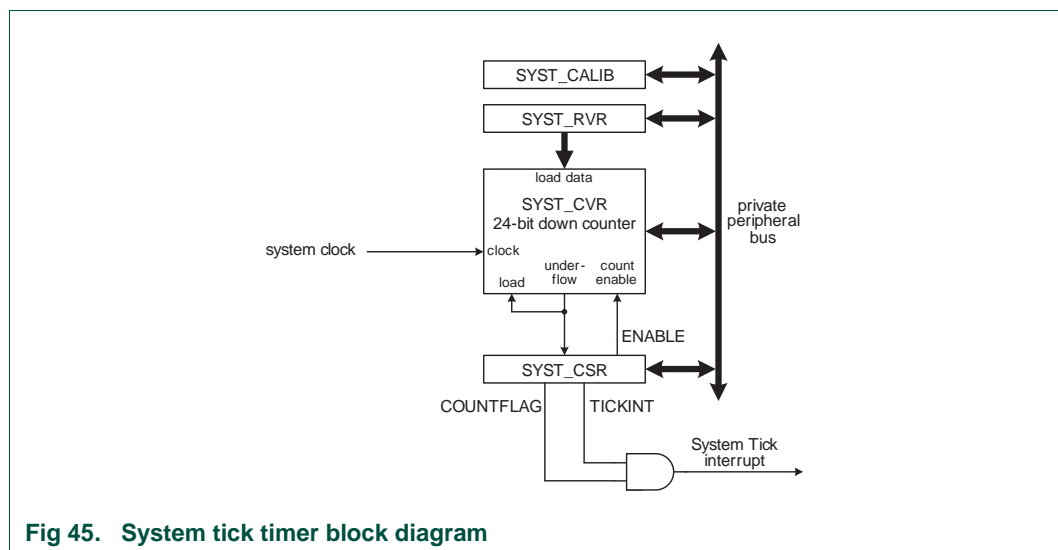 SYST_CALIB
SYST_RVR
load data
SYST_CVR
24-bit down counter
private
peripheral
bus
system clock
clock
under-
flow
count
enable
load
ENABLE
SYST_CSR
COUNTFLAG
TICKINT
System Tick
interrupt
Fig 45. System tick timer block diagram